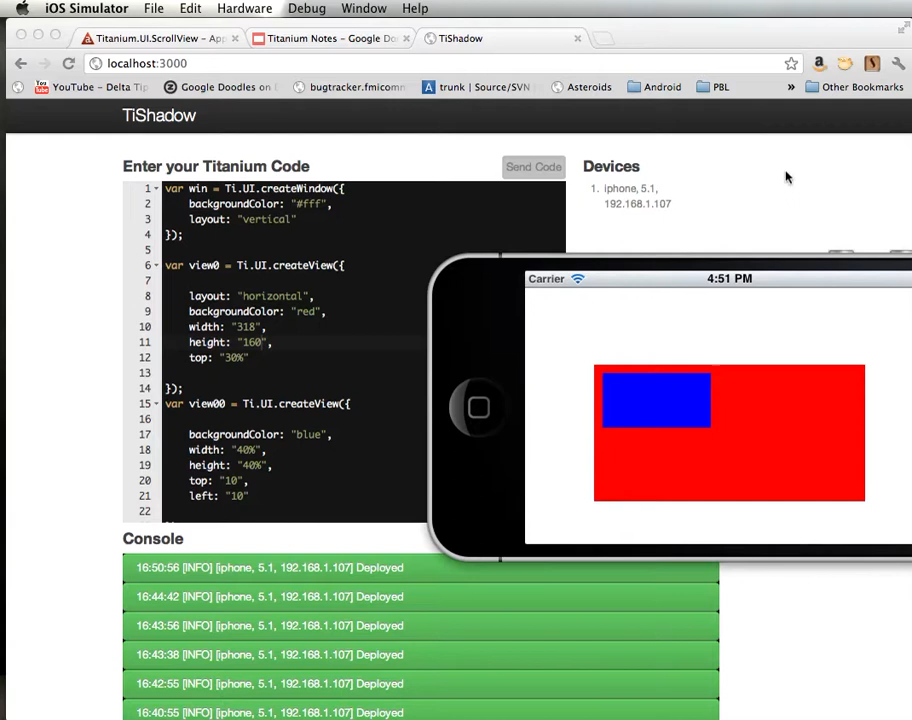 iOS Simulator File Edit Hardware Debug Window Help
Titanium.UI.ScrollView - App
Titanium Notes - Google Do
TiShadow
localhost:3000
YouTube - Delta Tip
Google Doodles on
bugtracker.fmicomm
trunk | Source/SVN
Asteroids
Android
PBL
»
Other Bookmarks
TiShadow
Enter your Titanium Code
Send Code
Devices
1. iphone, 5.1,
192.168.1.107
1 var win = Ti.UI.createWindow({
2 backgroundColor: "#fff",
3 layout: "vertical"
4 });
5
6 var view0 = Ti.UI.createView({
7
8 layout: "horizontal",
9 backgroundColor: "red",
10 width: "318",
11 height: "160",
12 top: "30%"
13
14 });
15 var view00 = Ti.UI.createView({
16
17 backgroundColor: "blue",
18 width: "40%",
19 height: "40%",
20 top: "10",
21 left: "10"
22
Carrier 4:51 PM
Console
16:50:56 [INFO] [iphone, 5.1, 192.168.1.107] Deployed
16:44:42 [INFO] [iphone, 5.1, 192.168.1.107] Deployed
16:43:56 [INFO] [iphone, 5.1, 192.168.1.107] Deployed
16:43:38 [INFO] [iphone, 5.1, 192.168.1.107] Deployed
16:42:55 [INFO] [iphone, 5.1, 192.168.1.107] Deployed
16:40:55 [INFO] [iphone, 5.1, 192.168.1.107] Deployed